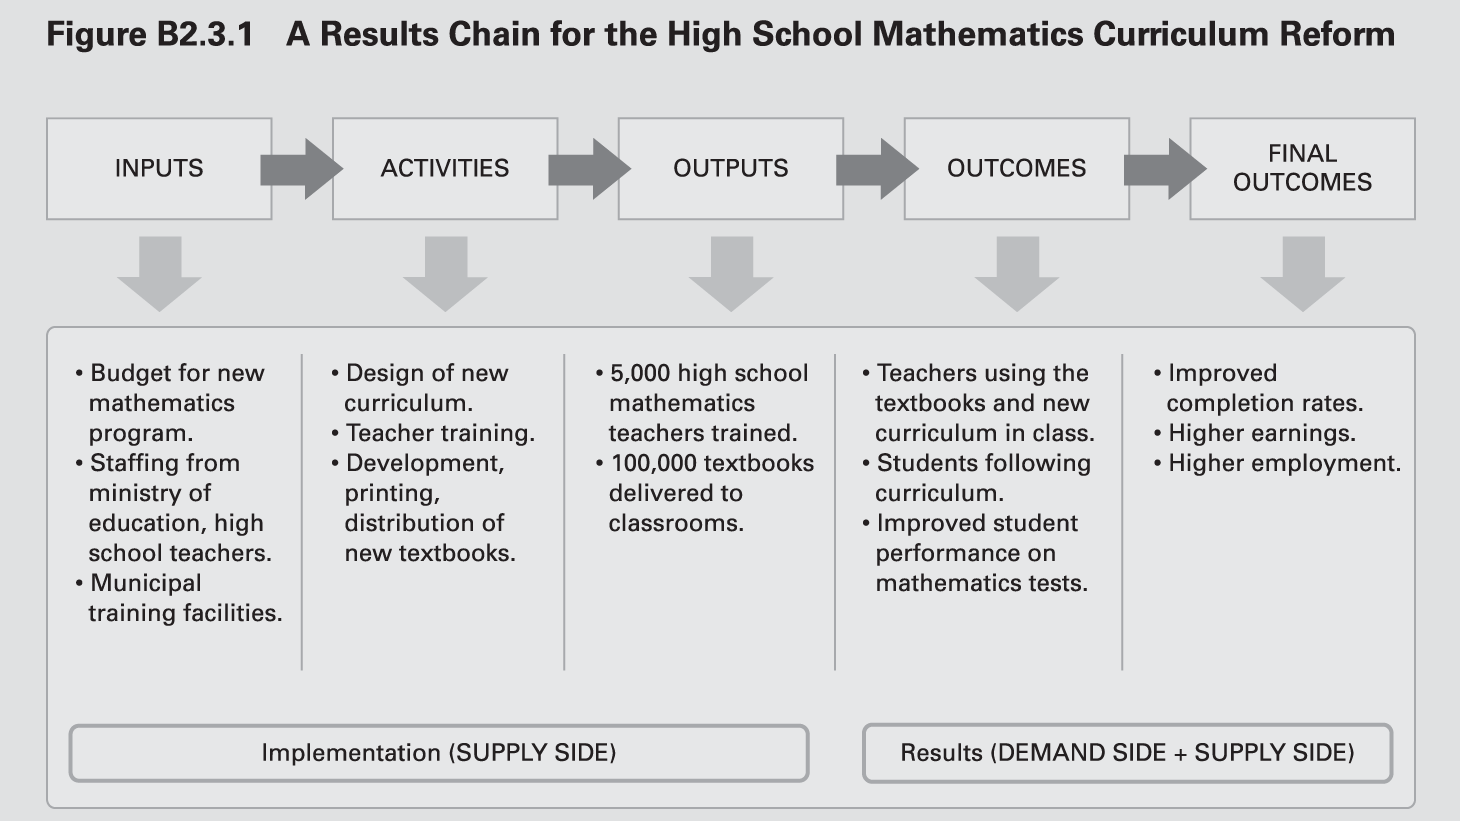 Figure B2.3.1 A Results Chain for the High School Mathematics Curriculum Reform
INPUTS
ACTIVITIES
OUTPUTS
OUTCOMES
FINAL
OUTCOMES
• Budget for new
mathematics
program.
• Staffing from
ministry of
education, high
school teachers.
• Municipal
training facilities.
• Design of new
curriculum.
• Teacher training.
• Development,
printing,
distribution of
new textbooks.
• 5,000 high school
mathematics
teachers trained.
• 100,000 textbooks
delivered to
classrooms.
• Teachers using the
textbooks and new
curriculum in class.
• Students following
curriculum.
• Improved student
performance on
mathematics tests.
• Improved
completion rates.
• Higher earnings.
• Higher employment.
Implementation (SUPPLY SIDE)
Results (DEMAND SIDE + SUPPLY SIDE)